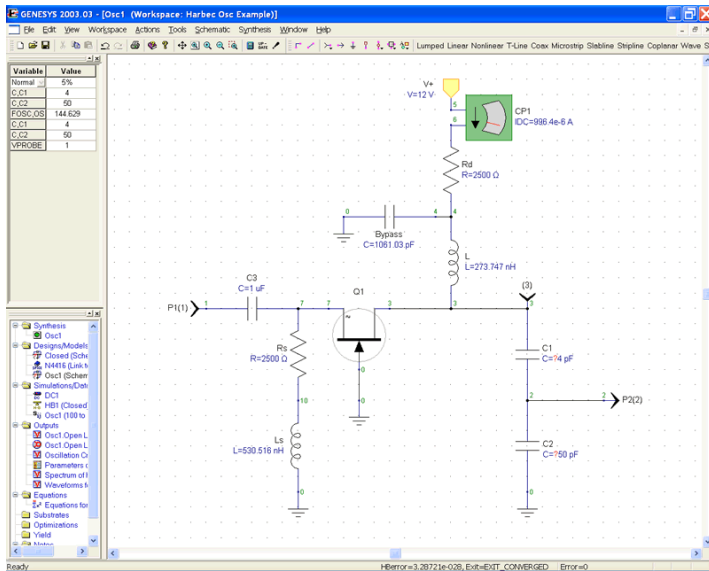 GENESYS 2003.03 - [Osc1 (Workspace: Harbec Osc Example)]
File Edit View Workspace Actions Tools Schematic Synthesis Window Help
Lumped Linear Nonlinear T-Line Coax Microstrip Slabline Stripline Coplanar Wave S
Variable Value
Normal 5%
C,C1 4
C,C2 50
FOSC,OS 144.629
C,C1 4
C,C2 50
VPROBE 1
V+
V=12 V
5
CP1
IDC=996.4e-6 A
6
Rd
R=2500 Ω
0
4
4
Bypass
C=1061.03 pF
L
L=273.747 nH
C3
C=1 uF
Q1
(3)
P1(1)
1
7
7
3
3
3
~
Rs
R=2500 Ω
C1
C=?4 pF
0
10
2
2
P2(2)
Ls
L=530.516 nH
C2
C=?50 pF
0
0
Synthesis
Osc1
Designs/Models
Closed (Sche
N4416 (Link to
Osc1 (Schem
Simulations/Data
DC1
HB1 (Closed)
Osc1 (100 to
Outputs
Osc1.Open L
Osc1.Open L
Oscillation C
Parameters o
Spectrum of
Waveforms
Equations
Equations for
Substrates
Optimizations
Yield
Notes
Ready
HBerror=3.28721e-028, Exit=EXIT_CONVERGED Error=0